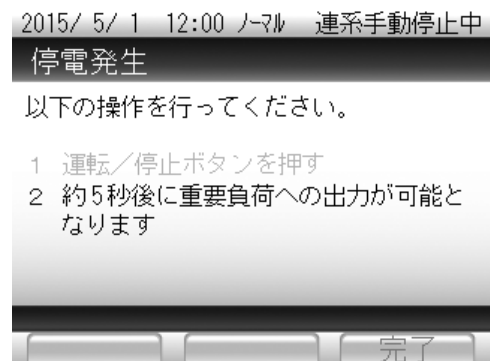 2015/ 5/ 1 12:00 ﾉｰﾏﾙ 連系手動停止中
停電発生
以下の操作を行ってください。
1 運転／停止ボタンを押す
2 約5秒後に重要負荷への出力が可能と
なります
完了